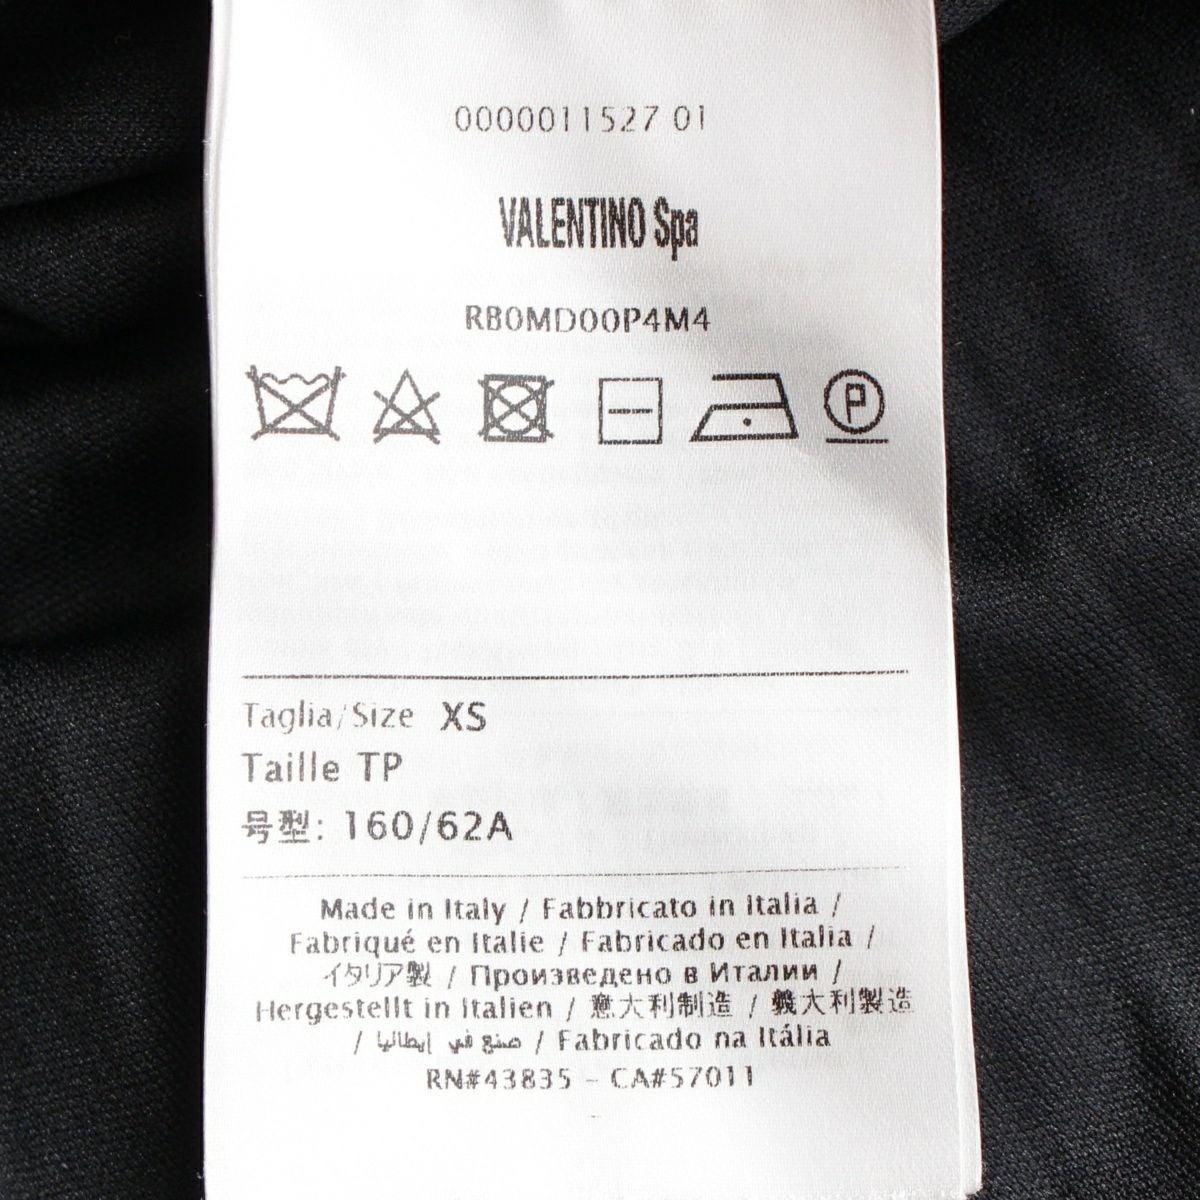 0000011527 01
VALENTINO Spa
RB0MD00P4M4
P
Taglia/Size XS
Taille TP
号型: 160/62A
Made in Italy / Fabbricato in Italia /
Fabriqué en Italie / Fabricado en Italia /
イタリア製 / Произведено в Италии /
Hergestellt in Italien / 意大利制造 / 義大利製造
/ صنع في إيطاليا / Fabricado na Itália
RN#43835 - CA#57011